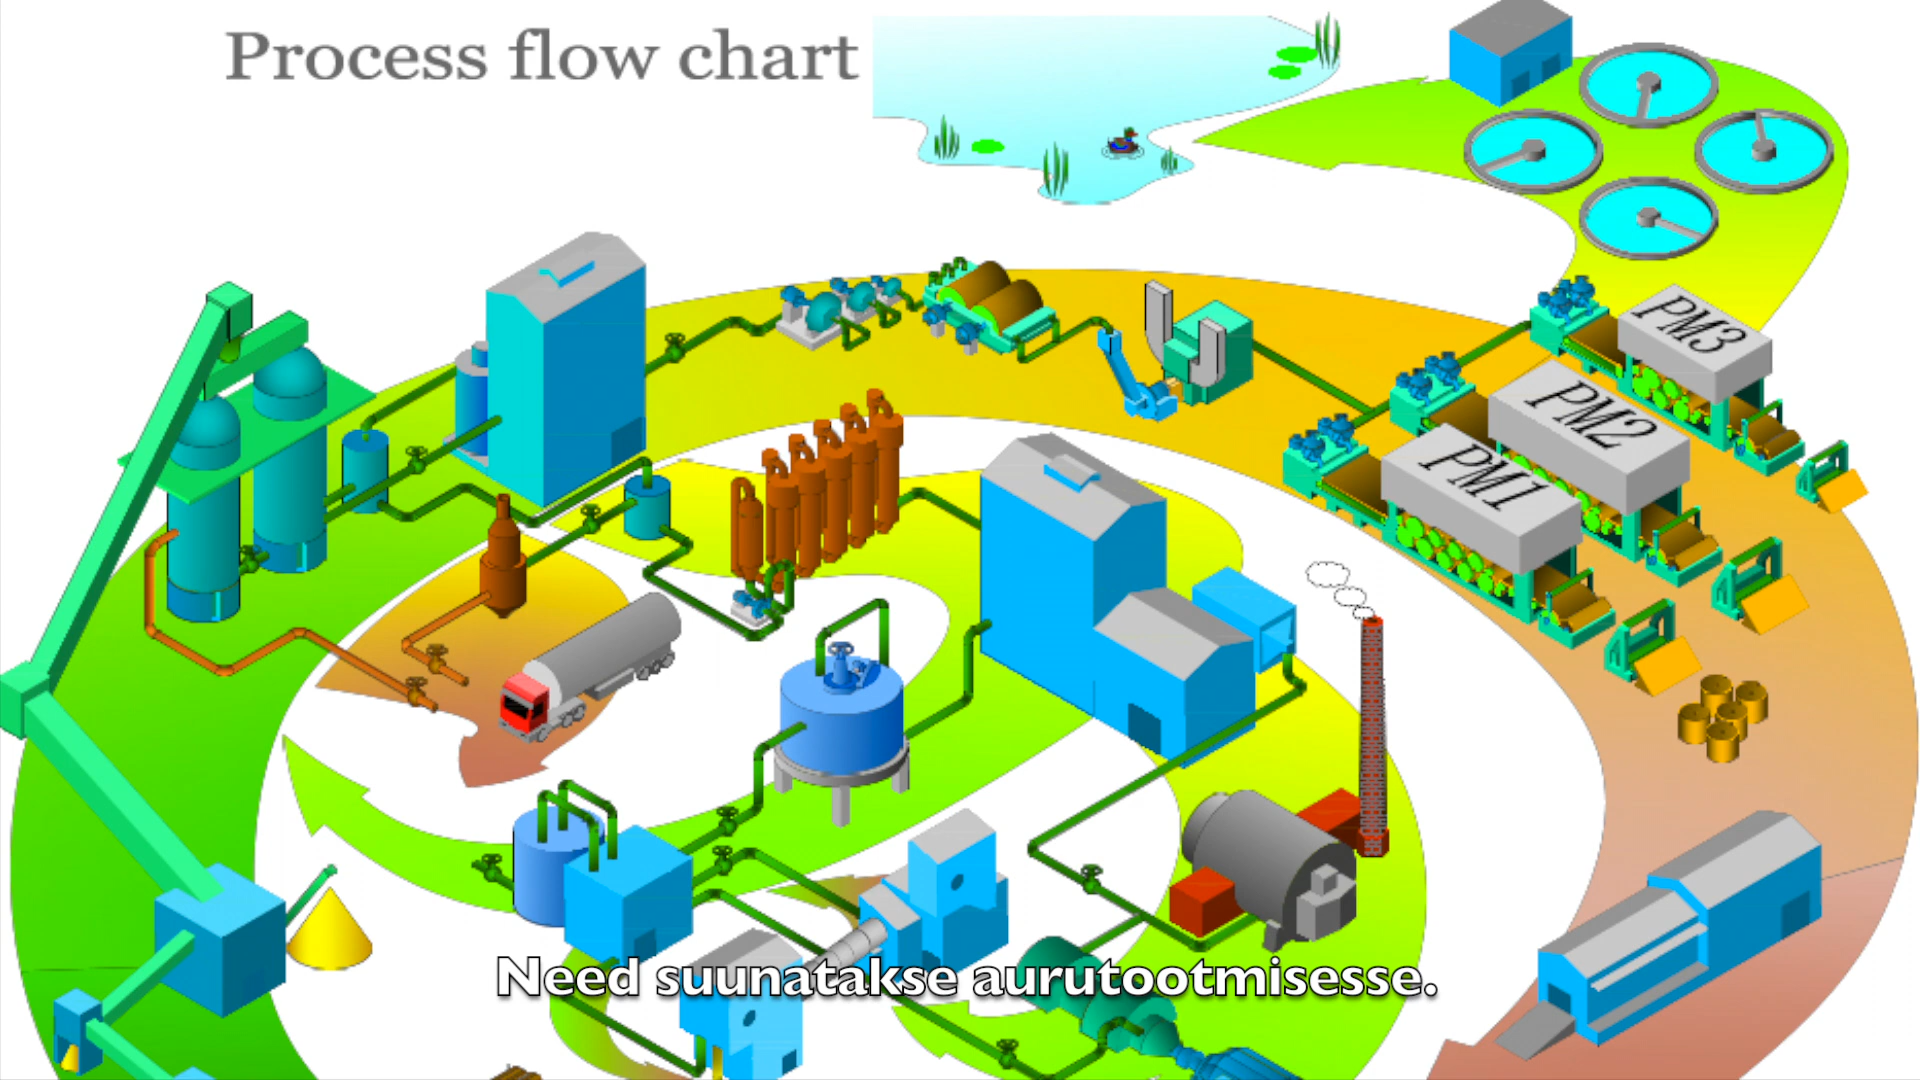 Process flow chart
PM3
PM2
PM1
Need suunatakse aurutootmisesse.